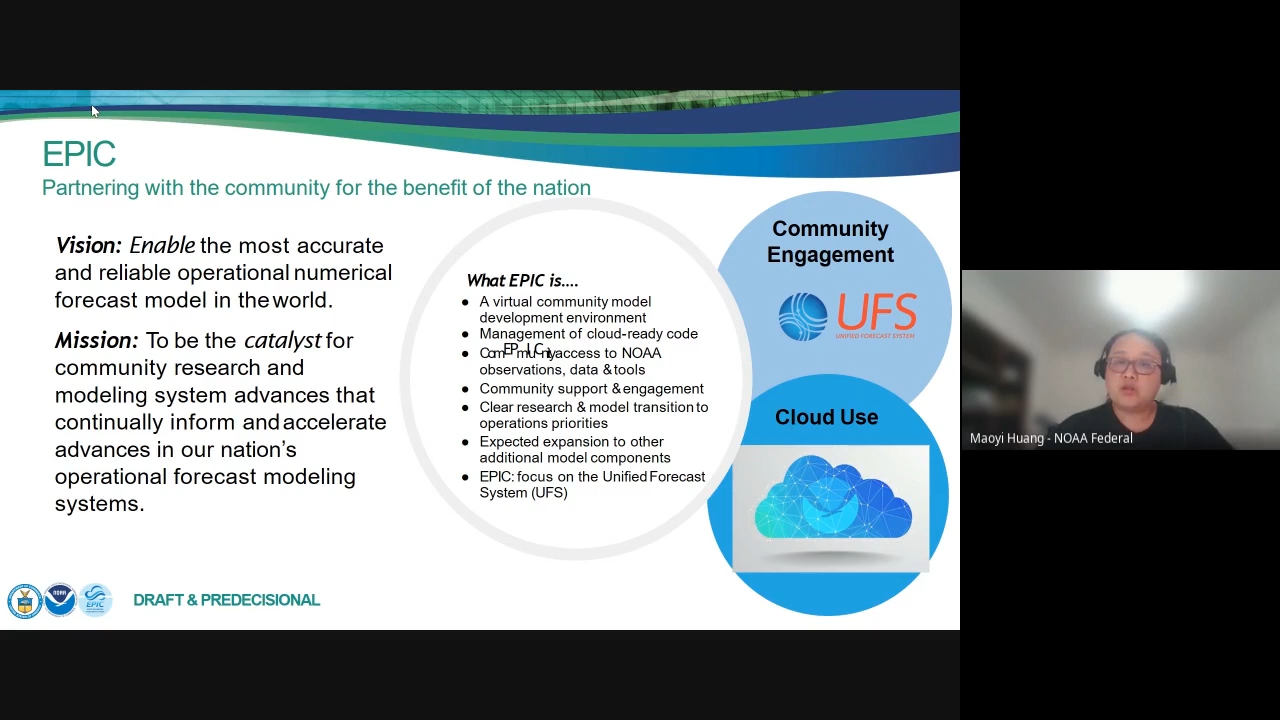 EPIC
Partnering with the community for the benefit of the nation
Vision: Enable the most accurate
and reliable operational numerical
forecast model in the world.
Mission: To be the catalyst for
community research and
modeling system advances that
continually inform and accelerate
advances in our nation's
operational forecast modeling
systems.
What EPIC is....
● A virtual community model
development environment
● Management of cloud-ready code
● Community access to NOAA
observations, data & tools
● Community support & engagement
● Clear research & model transition to
operations priorities
● Expected expansion to other
additional model components
● EPIC: focus on the Unified Forecast
System (UFS)
Community
Engagement
UFS
UNIFIED FORECAST SYSTEM
Cloud Use
NOAA
EPIC
DRAFT & PREDECISIONAL
Maoyi Huang - NOAA Federal